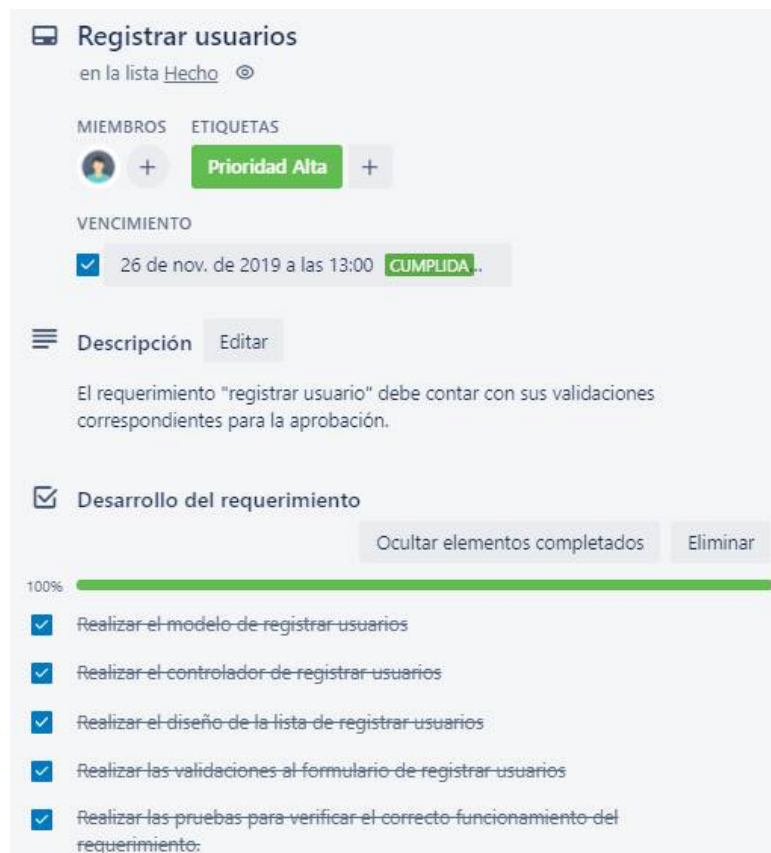 Registrar usuarios
en la lista Hecho
MIEMBROS ETIQUETAS
+ Prioridad Alta +
VENCIMIENTO
26 de nov. de 2019 a las 13:00 CUMPLIDA..
Descripción Editar
El requerimiento "registrar usuario" debe contar con sus validaciones
correspondientes para la aprobación.
Desarrollo del requerimiento
Ocultar elementos completados Eliminar
100%
Realizar el modelo de registrar usuarios
Realizar el controlador de registrar usuarios
Realizar el diseño de la lista de registrar usuarios
Realizar las validaciones al formulario de registrar usuarios
Realizar las pruebas para verificar el correcto funcionamiento del
requerimiento.